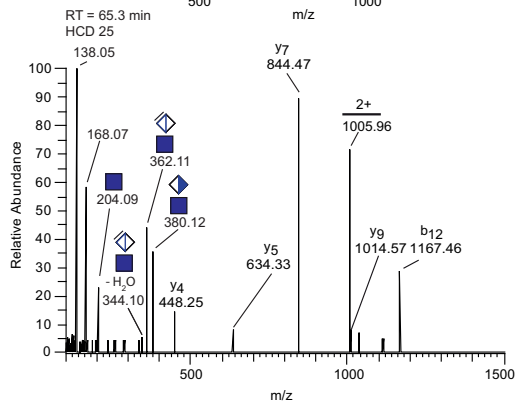 500 1000
m/z
RT = 65.3 min
HCD 25
138.05
y7
844.47
2+
1005.96
168.07
362.11
204.09
380.12
y9
1014.57
b12
1167.46
y5
634.33
- H2O
344.10
y4
448.25
Relative Abundance
100
90
80
70
60
50
40
30
20
10
0
500 1000 1500
m/z